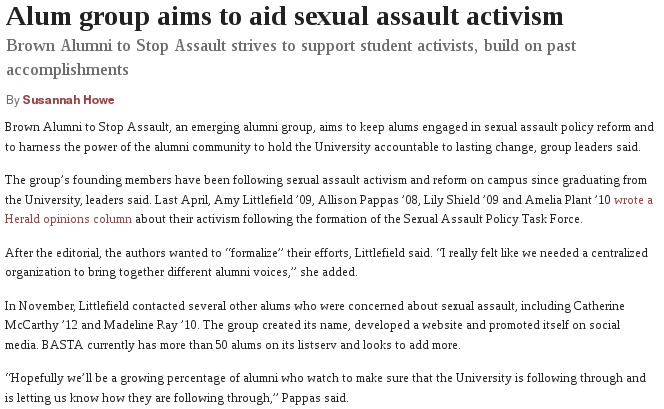 Alum group aims to aid sexual assault activism
Brown Alumni to Stop Assault strives to support student activists, build on past
accomplishments
By Susannah Howe
Brown Alumni to Stop Assault, an emerging alumni group, aims to keep alums engaged in sexual assault policy reform and
to harness the power of the alumni community to hold the University accountable to lasting change, group leaders said.
The group’s founding members have been following sexual assault activism and reform on campus since graduating from
the University, leaders said. Last April, Amy Littlefield ’09, Allison Pappas ’08, Lily Shield ’09 and Amelia Plant ’10 wrote a
Herald opinions column about their activism following the formation of the Sexual Assault Policy Task Force.
After the editorial, the authors wanted to “formalize” their efforts, Littlefield said. “I really felt like we needed a centralized
organization to bring together different alumni voices,” she added.
In November, Littlefield contacted several other alums who were concerned about sexual assault, including Catherine
McCarthy ’12 and Madeline Ray ’10. The group created its name, developed a website and promoted itself on social
media. BASTA currently has more than 50 alums on its listserv and looks to add more.
“Hopefully we’ll be a growing percentage of alumni who watch to make sure that the University is following through and
is letting us know how they are following through,” Pappas said.